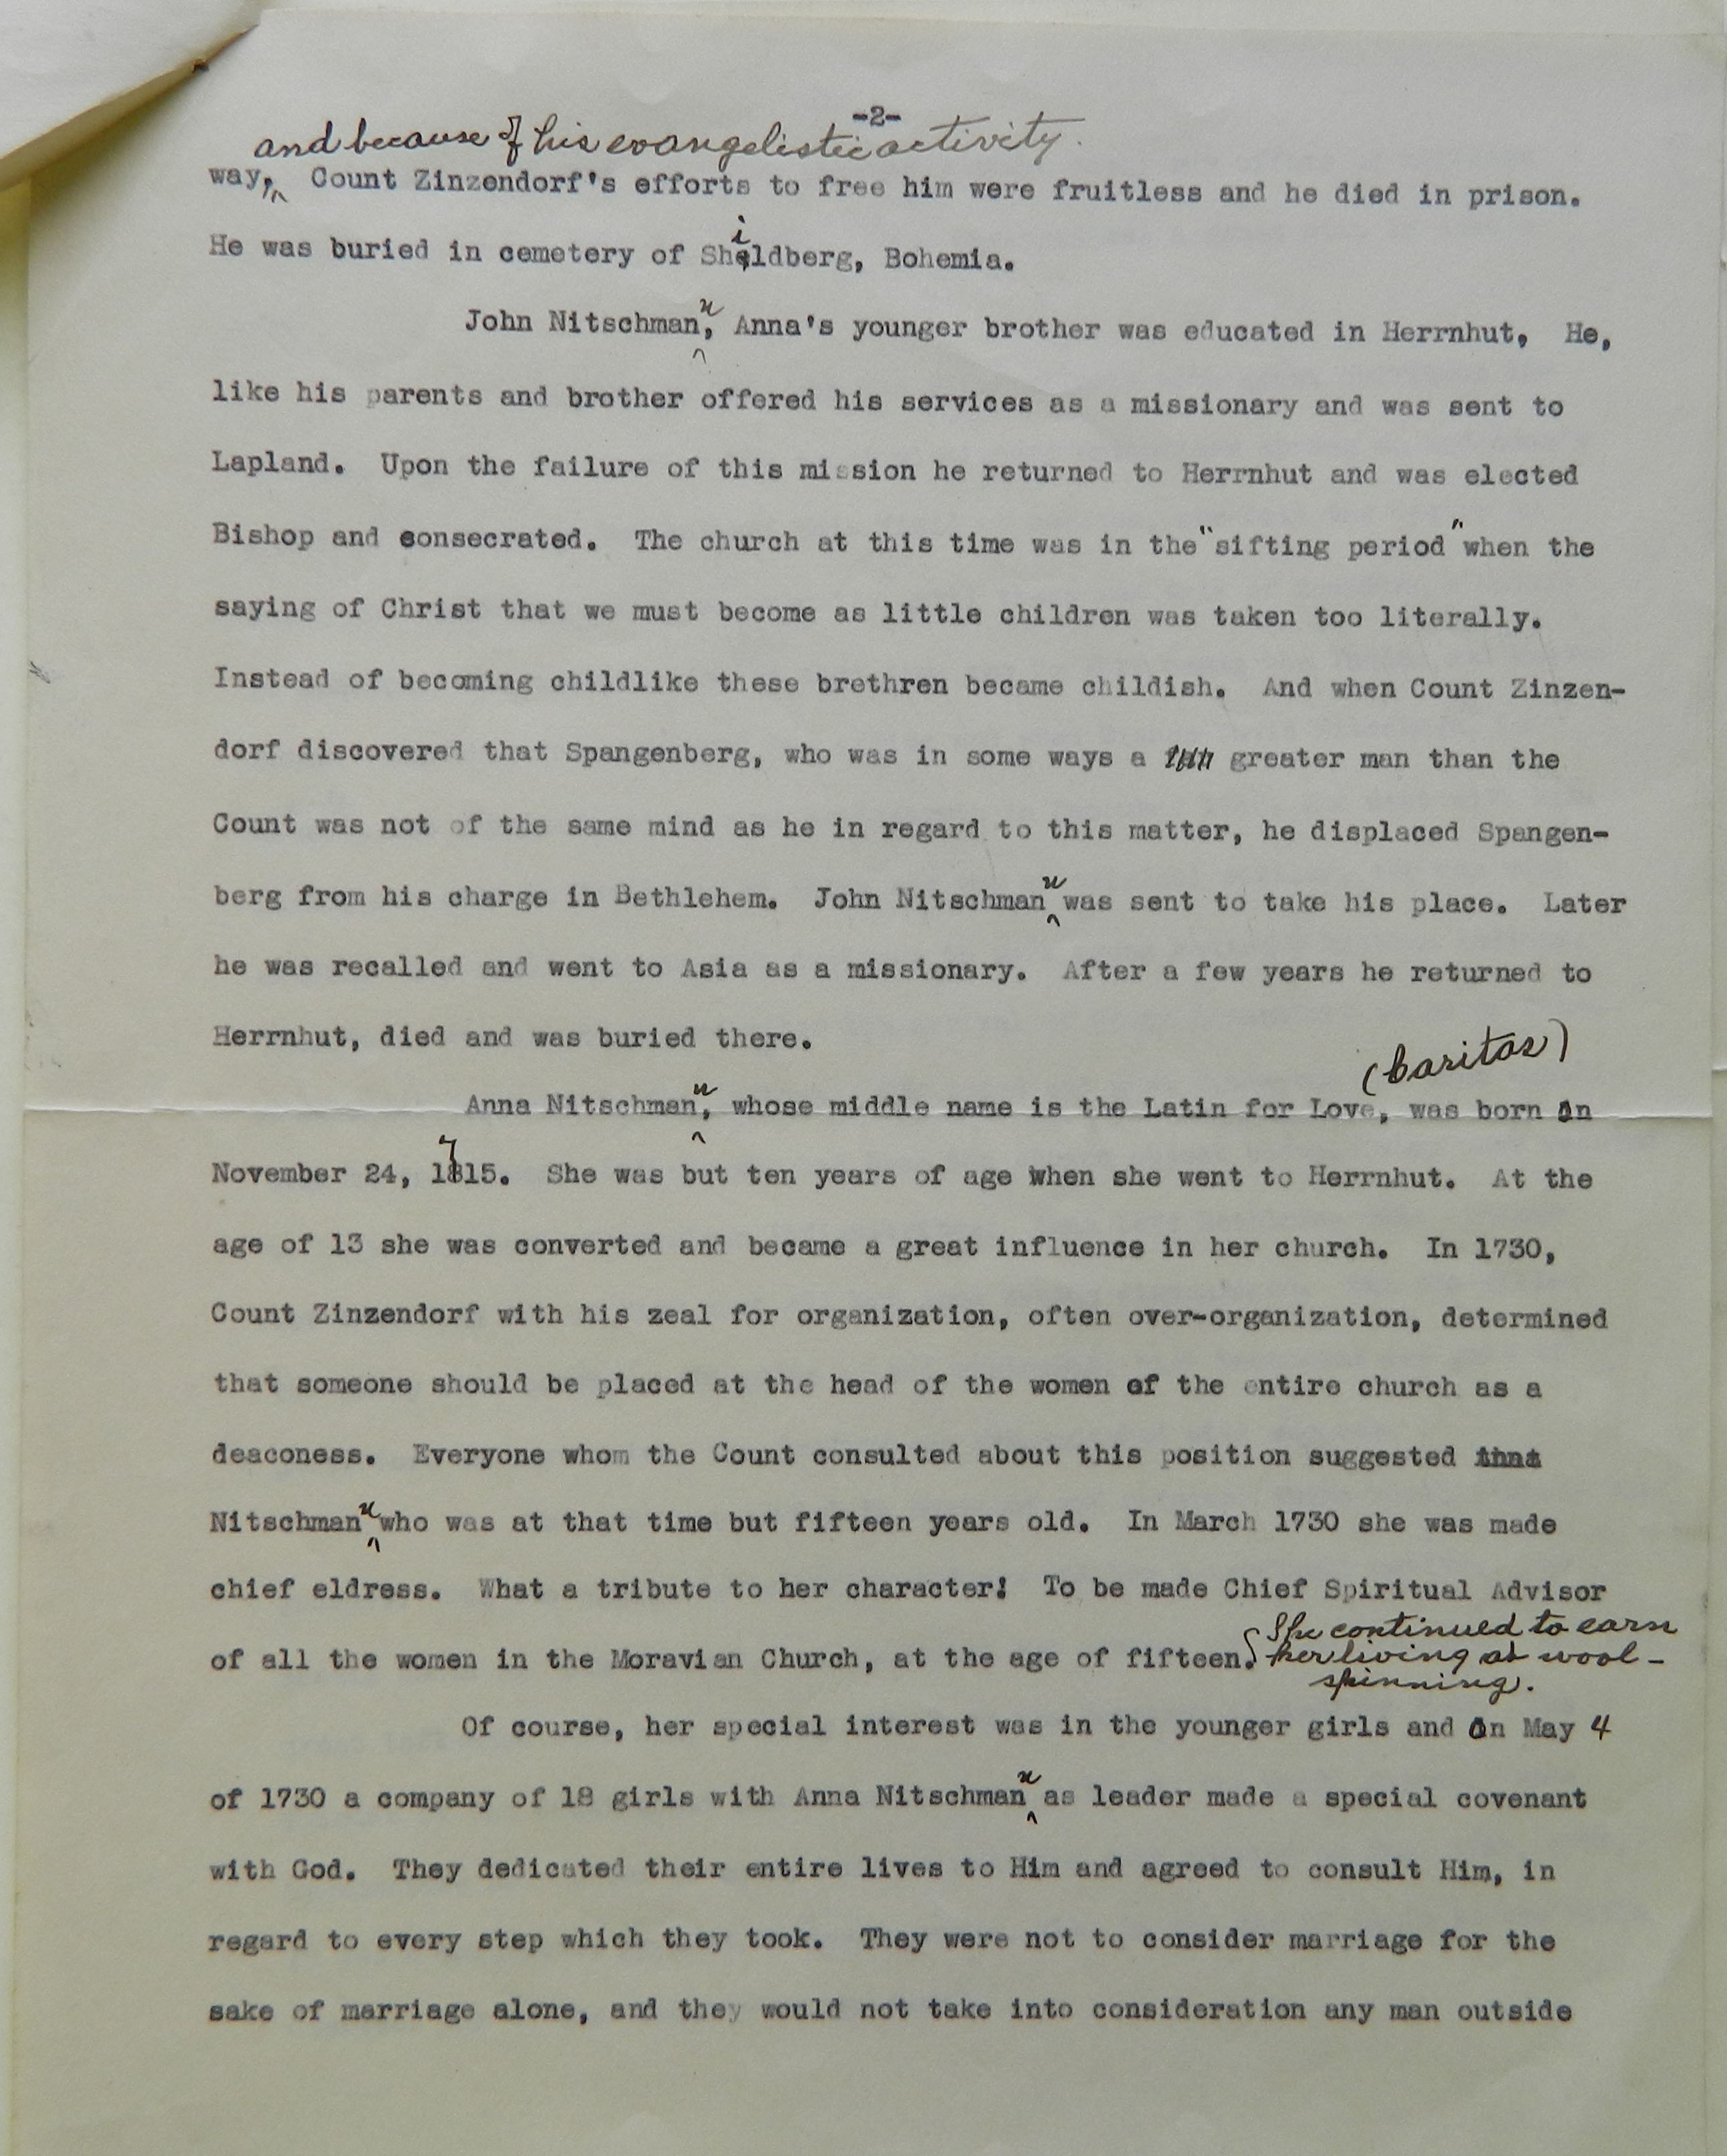 -2-
and because of his evangelistic activity.
way, Count Zinzendorf's efforts to free him were fruitless and he died in prison.
He was buried in cemetery of Shildberg, Bohemia.
John Nitschmann, Anna's younger brother was educated in Herrnhut, He,
like his parents and brother offered his services as a missionary and was sent to
Lapland. Upon the failure of this mission he returned to Herrnhut and was elected
Bishop and consecrated. The church at this time was in the "sifting period" when the
saying of Christ that we must become as little children was taken too literally.
Instead of becoming childlike these brethren became childish. And when Count Zinzen-
dorf discovered that Spangenberg, who was in some ways a greater man than the
Count was not of the same mind as he in regard to this matter, he displaced Spangen-
berg from his charge in Bethlehem. John Nitschmann was sent to take his place. Later
he was recalled and went to Asia as a missionary. After a few years he returned to
Herrnhut, died and was buried there.
(Caritas)
Anna Nitschmann, whose middle name is the Latin for Love, was born on
November 24, 1715. She was but ten years of age when she went to Herrnhut. At the
age of 13 she was converted and became a great influence in her church. In 1730,
Count Zinzendorf with his zeal for organization, often over-organization, determined
that someone should be placed at the head of the women of the entire church as a
deaconess. Everyone whom the Count consulted about this position suggested Anna
Nitschmann who was at that time but fifteen years old. In March 1730 she was made
chief eldress. What a tribute to her character! To be made Chief Spiritual Advisor
of all the women in the Moravian Church, at the age of fifteen. She continued to earn
her living at wool-
spinning.
Of course, her special interest was in the younger girls and on May 4
of 1730 a company of 18 girls with Anna Nitschmann as leader made a special covenant
with God. They dedicated their entire lives to Him and agreed to consult Him, in
regard to every step which they took. They were not to consider marriage for the
sake of marriage alone, and they would not take into consideration any man outside